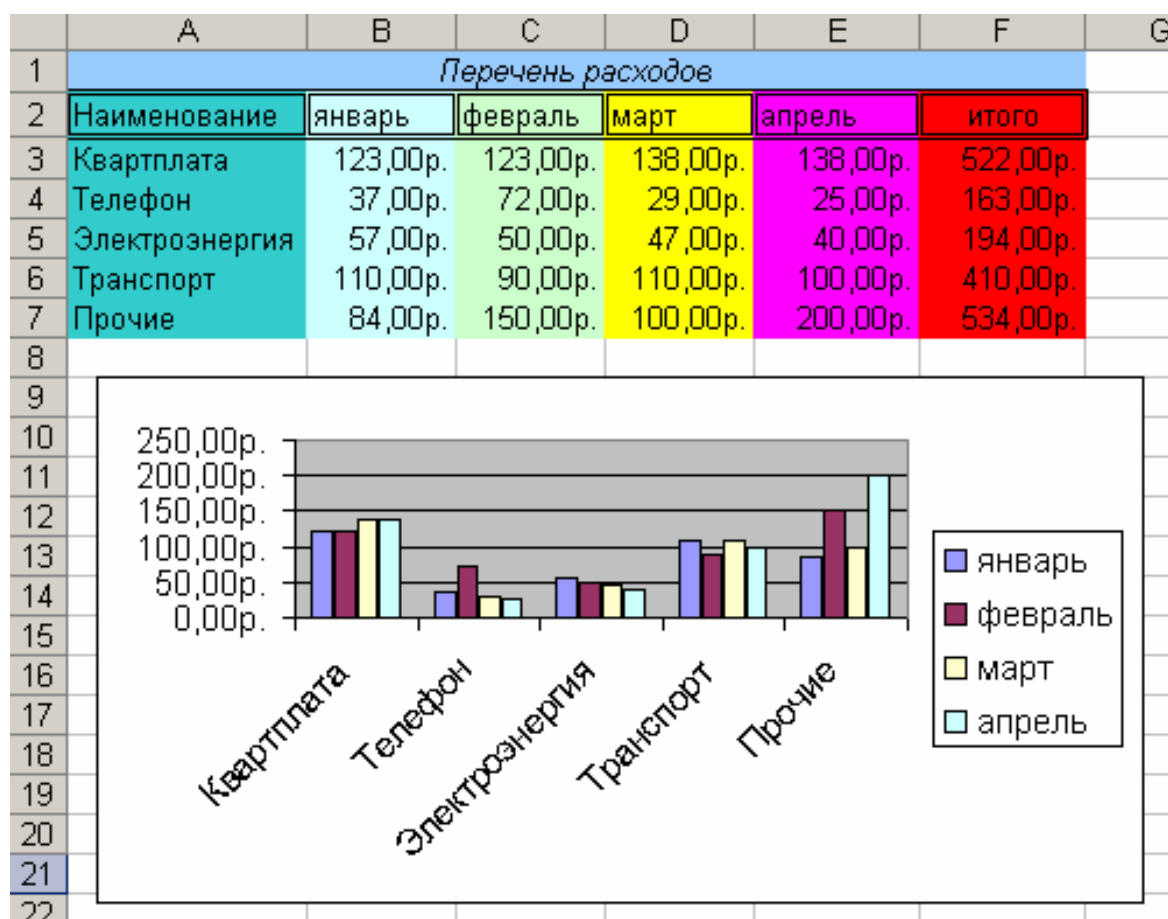 A B C D E F G
1 Перечень расходов
2 Наименование январь февраль март апрель итого
3 Квартплата 123,00р. 123,00р. 138,00р. 138,00р. 522,00р.
4 Телефон 37,00р. 72,00р. 29,00р. 25,00р. 163,00р.
5 Электроэнергия 57,00р. 50,00р. 47,00р. 40,00р. 194,00р.
6 Транспорт 110,00р. 90,00р. 110,00р. 100,00р. 410,00р.
7 Прочие 84,00р. 150,00р. 100,00р. 200,00р. 534,00р.
8
9
10 250,00р.
11 200,00р.
12 150,00р.
13 100,00р. январь
14 50,00р.
15 0,00р. февраль
16 март
17
18 апрель
19
20
21
22
Квартплата Телефон Электроэнергия Транспорт Прочие